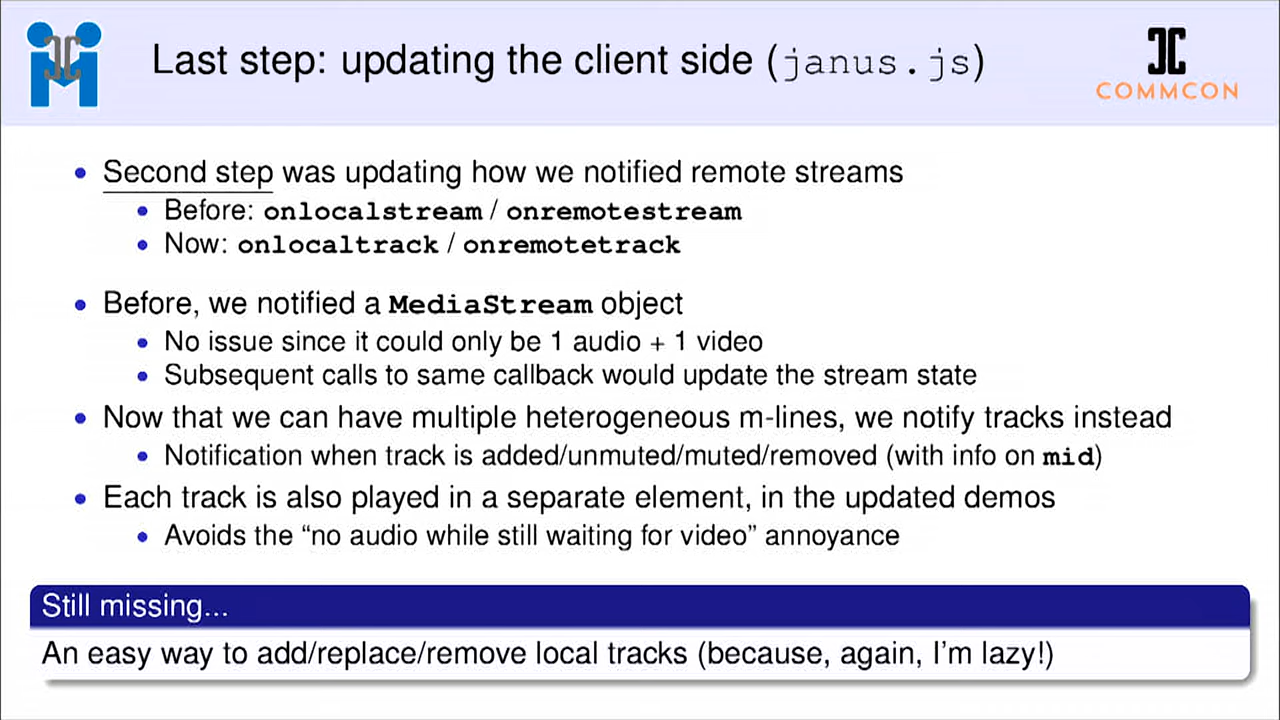 Last step: updating the client side (janus.js)
COMMCON
• Second step was updating how we notified remote streams
• Before: onlocalstream / onremotestream
• Now: onlocaltrack / onremotetrack
• Before, we notified a MediaStream object
• No issue since it could only be 1 audio + 1 video
• Subsequent calls to same callback would update the stream state
• Now that we can have multiple heterogeneous m-lines, we notify tracks instead
• Notification when track is added/unmuted/muted/removed (with info on mid)
• Each track is also played in a separate element, in the updated demos
• Avoids the “no audio while still waiting for video” annoyance
Still missing...
An easy way to add/replace/remove local tracks (because, again, I'm lazy!)